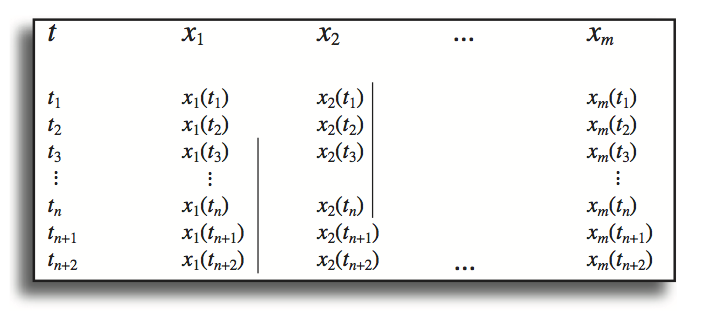 t x₁ x₂ ... xₘ
t₁ x₁(t₁) x₂(t₁) xₘ(t₁)
t₂ x₁(t₂) x₂(t₂) xₘ(t₂)
t₃ x₁(t₃) x₂(t₃) xₘ(t₃)
⋮ ⋮ ⋮
tₙ x₁(tₙ) x₂(tₙ) xₘ(tₙ)
tₙ₊₁ x₁(tₙ₊₁) x₂(tₙ₊₁) xₘ(tₙ₊₁)
tₙ₊₂ x₁(tₙ₊₂) x₂(tₙ₊₂) ... xₘ(tₙ₊₂)